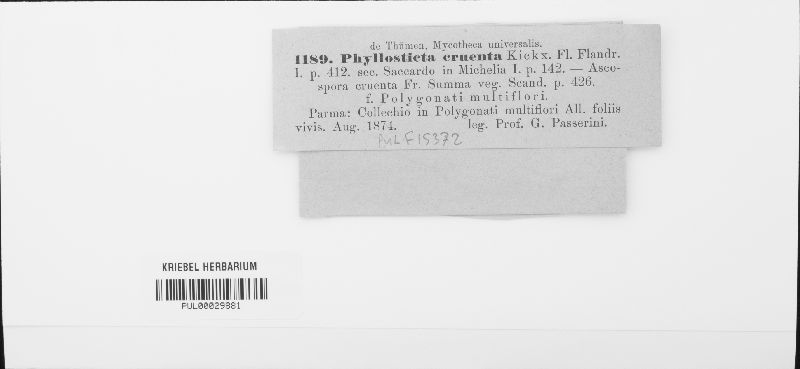 de Thümen, Mycotheca universalis.
1189. Phyllosticta cruenta Kickx. Fl. Flandr.
I. p. 412. sec. Saccardo in Michelia I. p. 142. — Asco-
spora cruenta Fr. Summa veg. Scand. p. 426.
f. Polygonati multiflori.
Parma: Collechio in Polygonati multiflori All. foliis
vivis. Aug. 1874. leg. Prof. G. Passerini.
PuL F15372
KRIEBEL HERBARIUM
PUL00029881